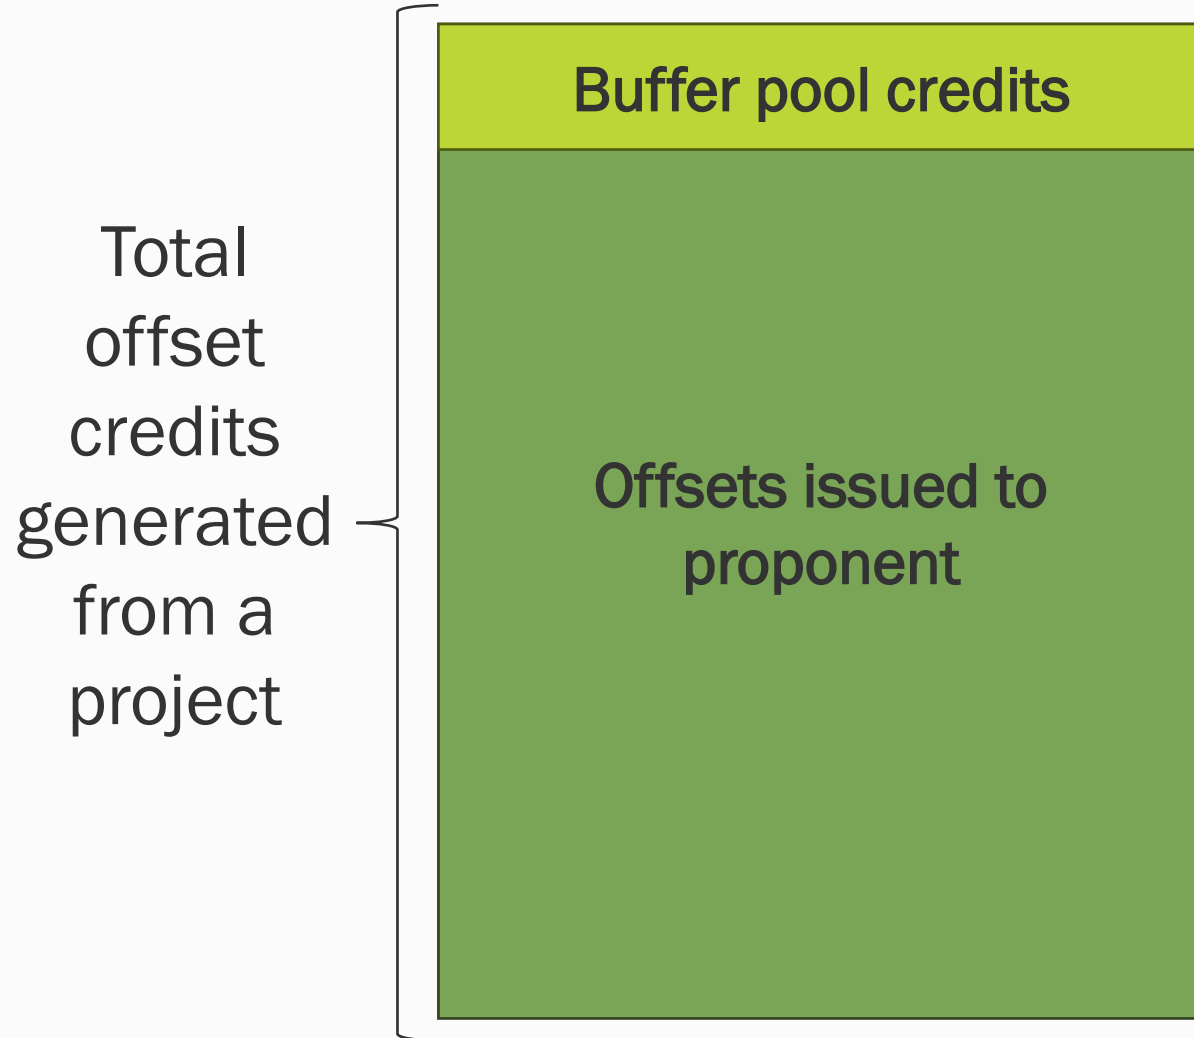 Buffer pool credits
Total
offset
credits
generated
from a
project
Offsets issued to
proponent